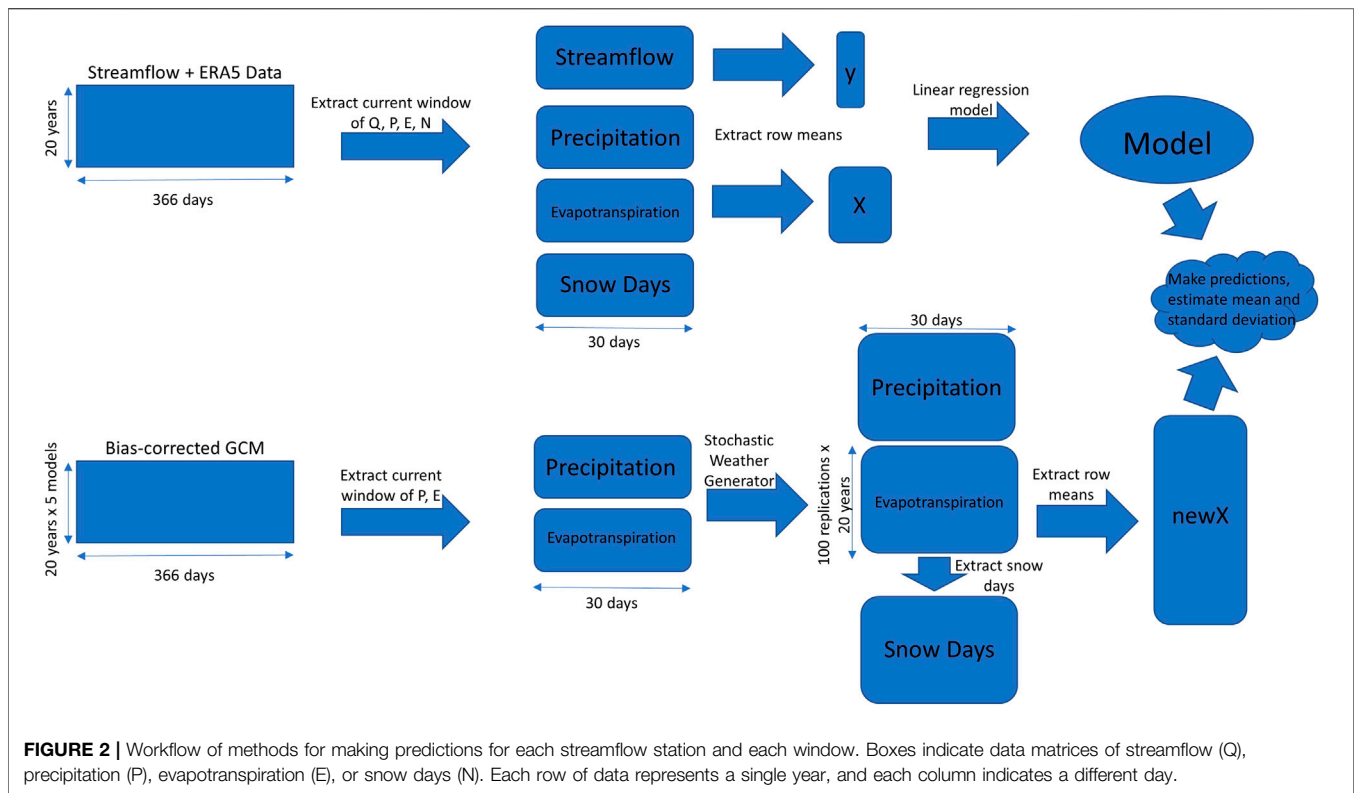 Streamflow + ERA5 Data
20 years
366 days
Extract current window
of Q, P, E, N
Streamflow
Precipitation
Evapotranspiration
Snow Days
30 days
Extract row means
y
X
Linear regression
model
Model
Make predictions,
estimate mean and
standard deviation
Bias-corrected GCM
20 years x 5 models
366 days
Extract current
window of P, E
Precipitation
Evapotranspiration
30 days
Stochastic
Weather
Generator
30 days
Precipitation
100 replications x
20 years
Evapotranspiration
Extract snow
days
Snow Days
Extract row
means
newX
FIGURE 2 | Workflow of methods for making predictions for each streamflow station and each window. Boxes indicate data matrices of streamflow (Q),
precipitation (P), evapotranspiration (E), or snow days (N). Each row of data represents a single year, and each column indicates a different day.